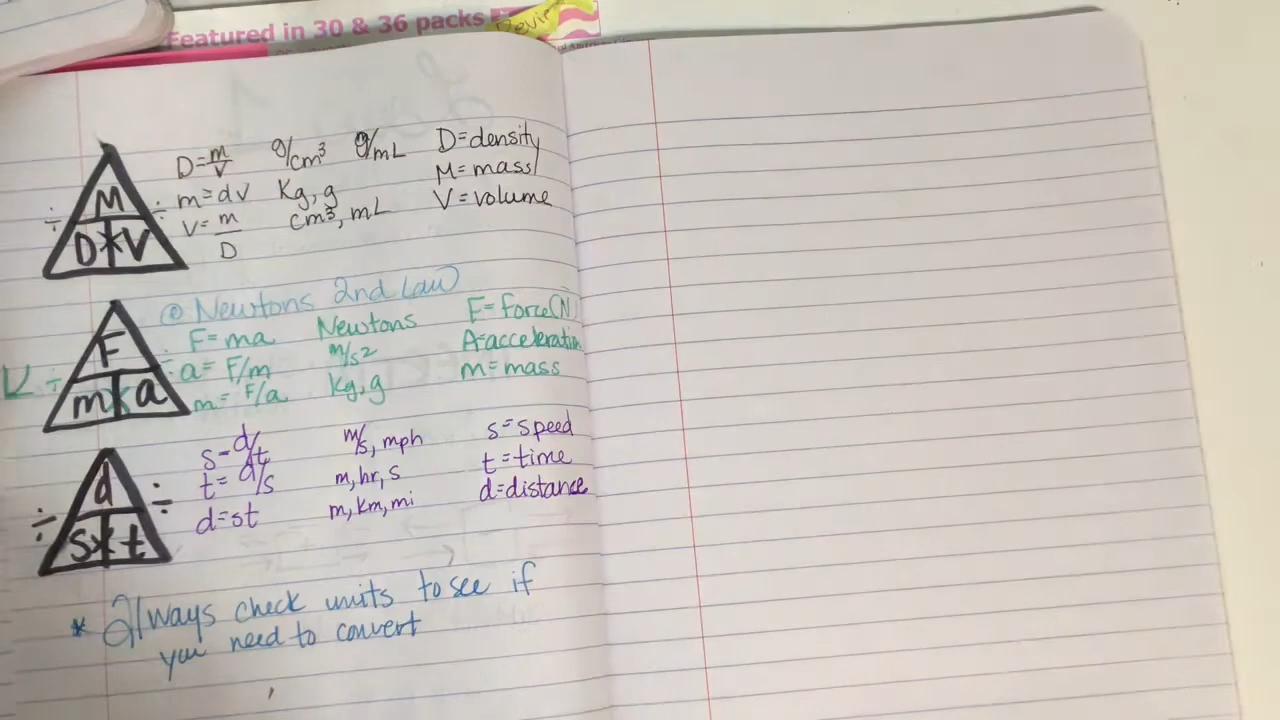 Featured in 30 & 36 packs
M
÷ ÷
D * V
D = m/V g/cm³ g/mL D = density
m = dV Kg, g M = mass
V = m/D cm³, mL V = volume
@ Newtons 2nd Law
F
÷ ÷
m * a
F = ma Newtons F = force (N)
a = F/m m/s2 A = acceleration
m = F/a Kg, g m = mass
d
÷ ÷
s * t
s = d/t m/s, mph s = speed
t = d/s m, hr, s t = time
d = st m, km, mi d = distance
* Always check units to see if
you need to convert